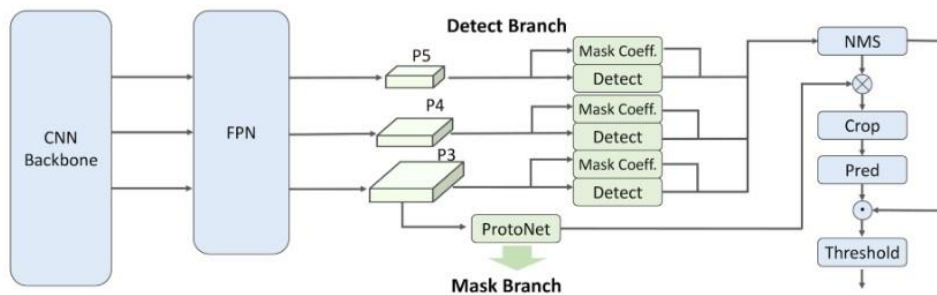 Detect Branch
CNN
Backbone
FPN
P5
Mask Coeff.
Detect
P4
Mask Coeff.
Detect
P3
Mask Coeff.
Detect
ProtoNet
Mask Branch
NMS
Crop
Pred
Threshold